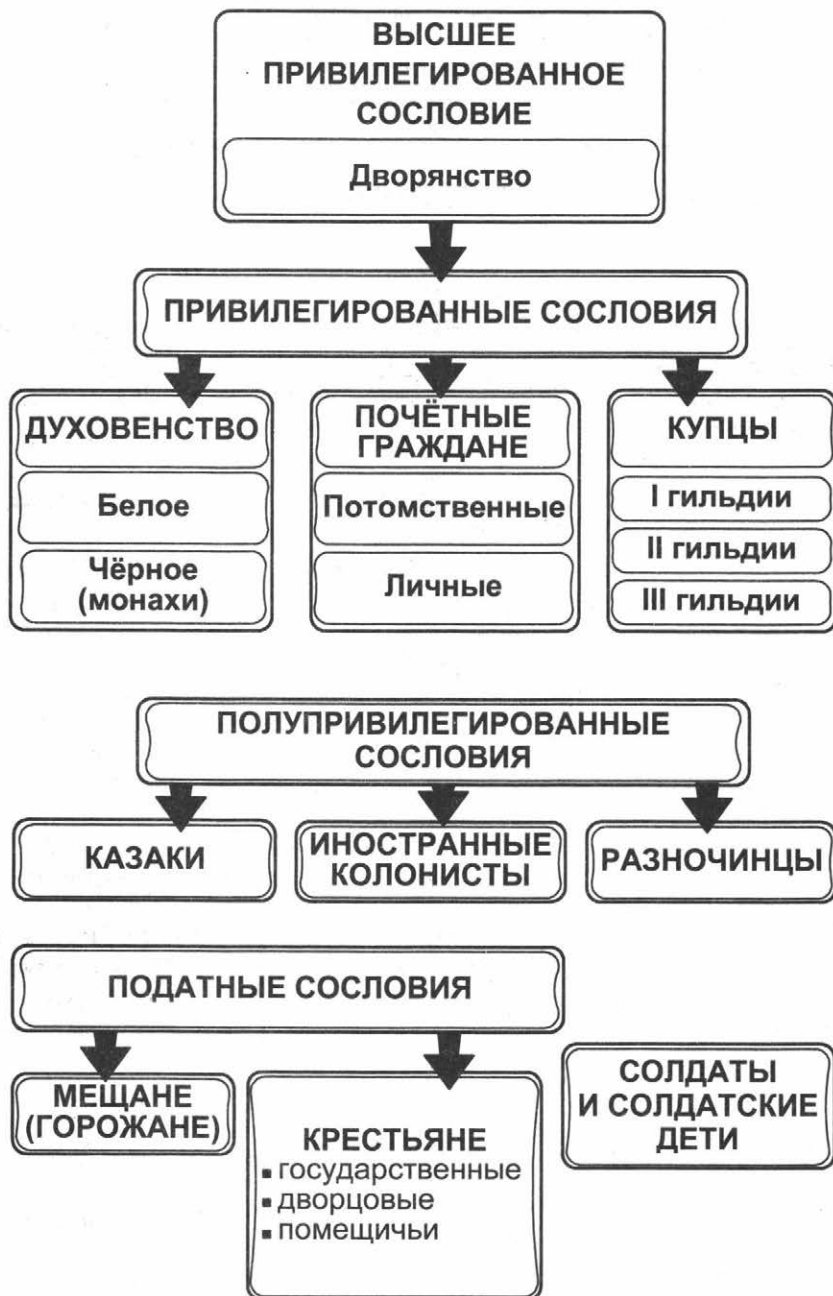 ВЫСШЕЕ
ПРИВИЛЕГИРОВАННОЕ
СОСЛОВИЕ
Дворянство
ПРИВИЛЕГИРОВАННЫЕ СОСЛОВИЯ
ДУХОВЕНСТВО
Белое
Чёрное
(монахи)
ПОЧЁТНЫЕ
ГРАЖДАНЕ
Потомственные
Личные
КУПЦЫ
I гильдии
II гильдии
III гильдии
ПОЛУПРИВИЛЕГИРОВАННЫЕ
СОСЛОВИЯ
КАЗАКИ
ИНОСТРАННЫЕ
КОЛОНИСТЫ
РАЗНОЧИНЦЫ
ПОДАТНЫЕ СОСЛОВИЯ
МЕЩАНЕ
(ГОРОЖАНЕ)
КРЕСТЬЯНЕ
▪ государственные
▪ дворцовые
▪ помещичьи
СОЛДАТЫ
И СОЛДАТСКИЕ
ДЕТИ